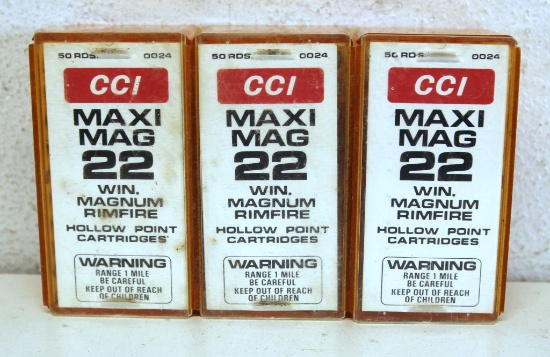 50 RDS. 0024
CCI
MAXI
MAG
22
WIN.
MAGNUM
RIMFIRE
HOLLOW POINT
CARTRIDGES
WARNING
RANGE 1 MILE
BE CAREFUL
KEEP OUT OF REACH
OF CHILDREN
50 RDS. 0024
CCI
MAXI
MAG
22
WIN.
MAGNUM
RIMFIRE
HOLLOW POINT
CARTRIDGES
WARNING
RANGE 1 MILE
BE CAREFUL
KEEP OUT OF REACH
OF CHILDREN
50 RDS. 0024
CCI
MAXI
MAG
22
WIN.
MAGNUM
RIMFIRE
HOLLOW POINT
CARTRIDGES
WARNING
RANGE 1 MILE
BE CAREFUL
KEEP OUT OF REACH
OF CHILDREN